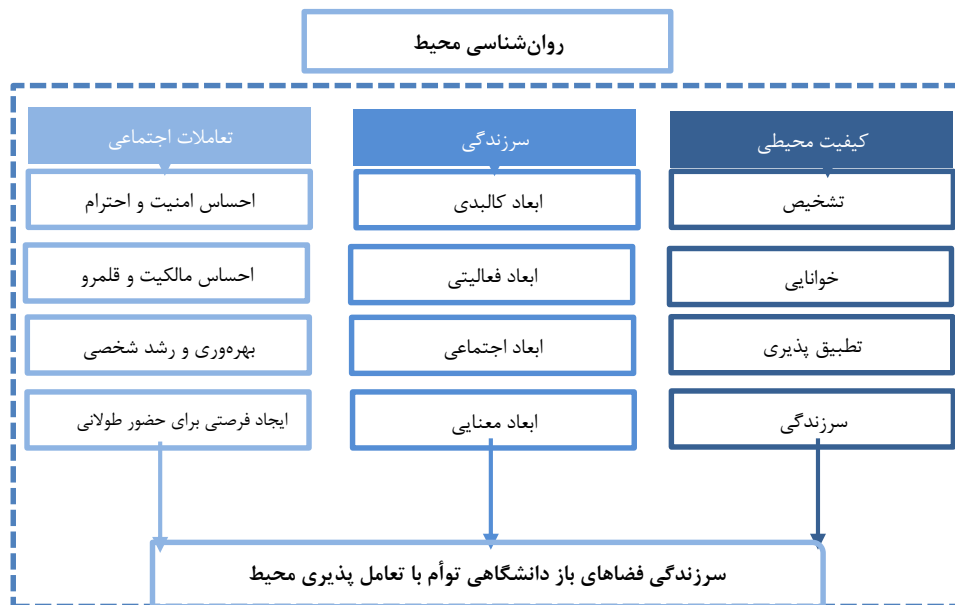 روان‌شناسی محیط
کیفیت محیطی
تشخیص
خوانایی
تطبیق پذیری
سرزندگی
سرزندگی
ابعاد کالبدی
ابعاد فعالیتی
ابعاد اجتماعی
ابعاد معنایی
تعاملات اجتماعی
احساس امنیت و احترام
احساس مالکیت و قلمرو
بهره‌وری و رشد شخصی
ایجاد فرصتی برای حضور طولانی
سرزندگی فضاهای باز دانشگاهی توأم با تعامل پذیری محیط